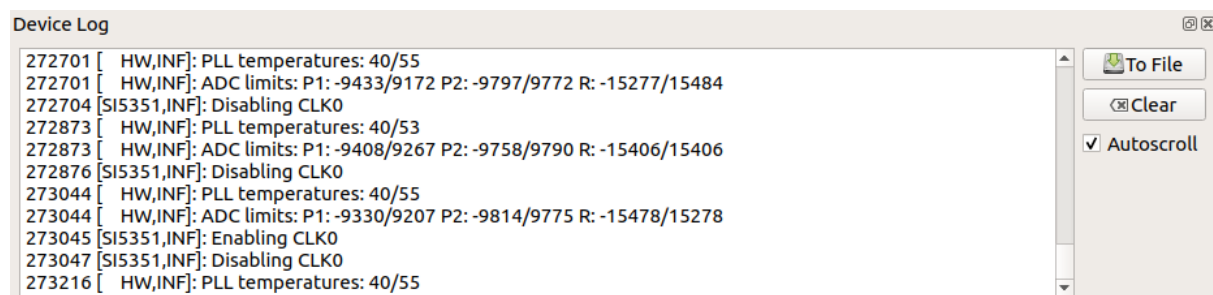 Device Log
272701 [   HW,INF]: PLL temperatures: 40/55
272701 [   HW,INF]: ADC limits: P1: -9433/9172 P2: -9797/9772 R: -15277/15484
272704 [SI5351,INF]: Disabling CLK0
272873 [   HW,INF]: PLL temperatures: 40/53
272873 [   HW,INF]: ADC limits: P1: -9408/9267 P2: -9758/9790 R: -15406/15406
272876 [SI5351,INF]: Disabling CLK0
273044 [   HW,INF]: PLL temperatures: 40/55
273044 [   HW,INF]: ADC limits: P1: -9330/9207 P2: -9814/9775 R: -15478/15278
273045 [SI5351,INF]: Enabling CLK0
273047 [SI5351,INF]: Disabling CLK0
273216 [   HW,INF]: PLL temperatures: 40/55
To File
Clear
Autoscroll